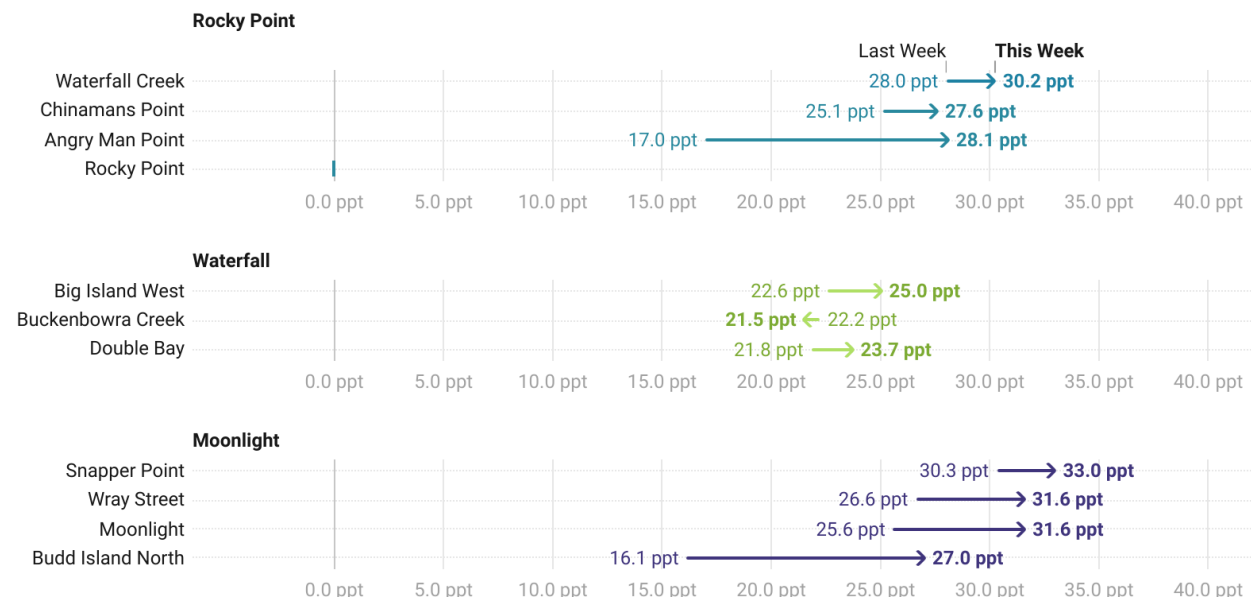 Rocky Point
Last Week This Week
Waterfall Creek 28.0 ppt 30.2 ppt
Chinamans Point 25.1 ppt 27.6 ppt
Angry Man Point 17.0 ppt 28.1 ppt
Rocky Point
0.0 ppt 5.0 ppt 10.0 ppt 15.0 ppt 20.0 ppt 25.0 ppt 30.0 ppt 35.0 ppt 40.0 ppt
Waterfall
Big Island West 22.6 ppt 25.0 ppt
Buckenbowra Creek 21.5 ppt 22.2 ppt
Double Bay 21.8 ppt 23.7 ppt
0.0 ppt 5.0 ppt 10.0 ppt 15.0 ppt 20.0 ppt 25.0 ppt 30.0 ppt 35.0 ppt 40.0 ppt
Moonlight
Snapper Point 30.3 ppt 33.0 ppt
Wray Street 26.6 ppt 31.6 ppt
Moonlight 25.6 ppt 31.6 ppt
Budd Island North 16.1 ppt 27.0 ppt
0.0 ppt 5.0 ppt 10.0 ppt 15.0 ppt 20.0 ppt 25.0 ppt 30.0 ppt 35.0 ppt 40.0 ppt